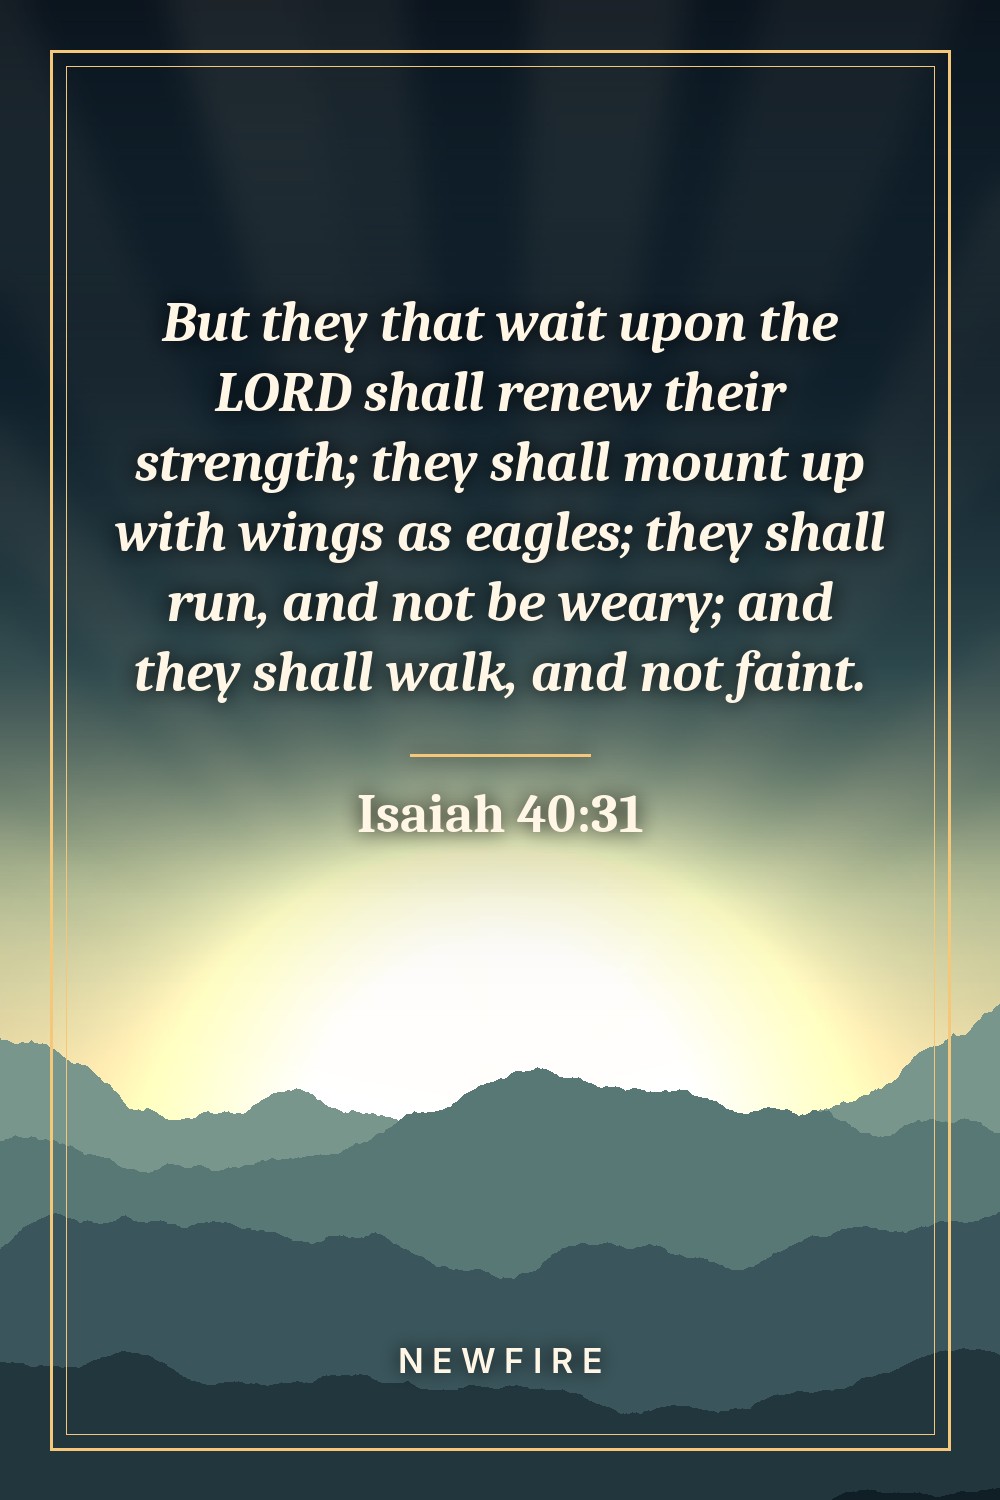 But they that wait upon the
LORD shall renew their
strength; they shall mount up
with wings as eagles; they shall
run, and not be weary; and
they shall walk, and not faint.
Isaiah 40:31
NEWFIRE